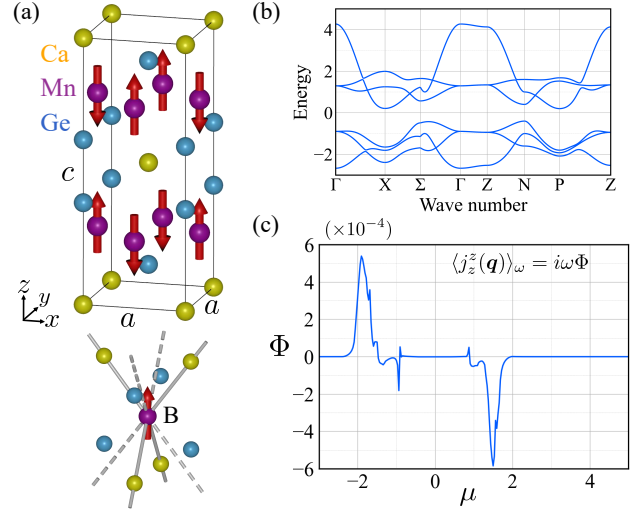 (a)
Ca
Mn
Ge
c
z
y
x
a
a
B
(b)
Energy
4
2
0
−2
Γ X Σ Γ Z N P Z
Wave number
(c)
(×10⁻⁴)
⟨j_z^z(q)⟩_ω = iωΦ
Φ
6
4
2
0
−2
−4
−6
−2 0 2 4
μ